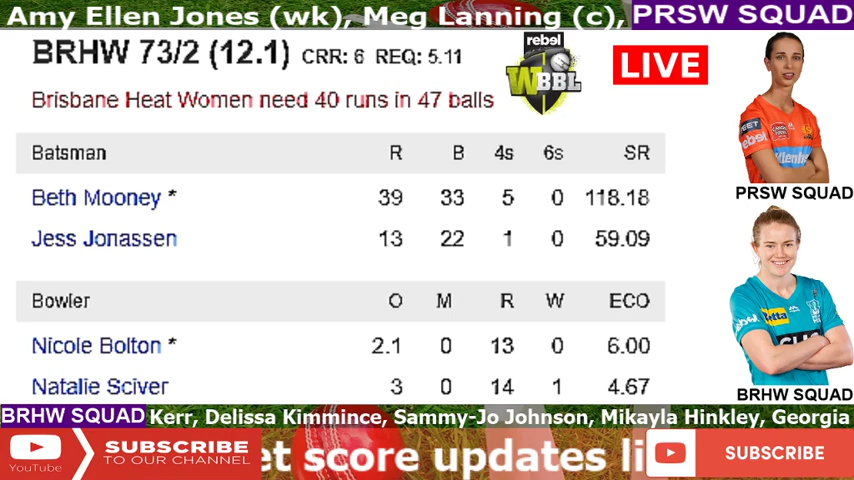 Amy Ellen Jones (wk), Meg Lanning (c), PRSW SQUAD
BRHW 73/2 (12.1) CRR: 6 REQ: 5.11
rebel
WBBL
LIVE
Brisbane Heat Women need 40 runs in 47 balls
Batsman R B 4s 6s SR
Beth Mooney * 39 33 5 0 118.18
Jess Jonassen 13 22 1 0 59.09
PRSW SQUAD
Bowler O M R W ECO
Nicole Bolton * 2.1 0 13 0 6.00
Natalie Sciver 3 0 14 1 4.67
BRHW SQUAD
BRHW SQUAD Kerr, Delissa Kimmince, Sammy-Jo Johnson, Mikayla Hinkley, Georgia
YouTube SUBSCRIBE
TO OUR CHANNEL
et score updates li
SUBSCRIBE